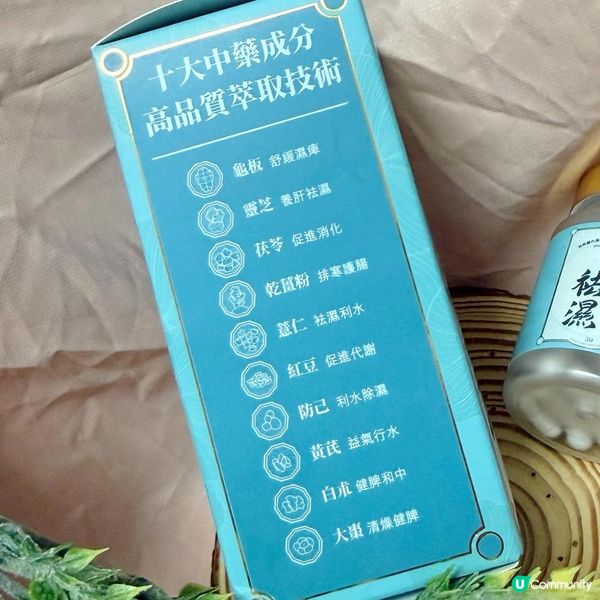 十大中藥成分
高品質萃取技術
龜板 舒緩濕庳
靈芝 養肝祛濕
茯苓 促進消化
乾薑粉 排寒護腸
薏仁 祛濕利水
紅豆 促進代謝
防己 利水除濕
黃芪 益氣行水
白朮 健脾和中
大棗 清燥健脾
祛濕
30
U Community